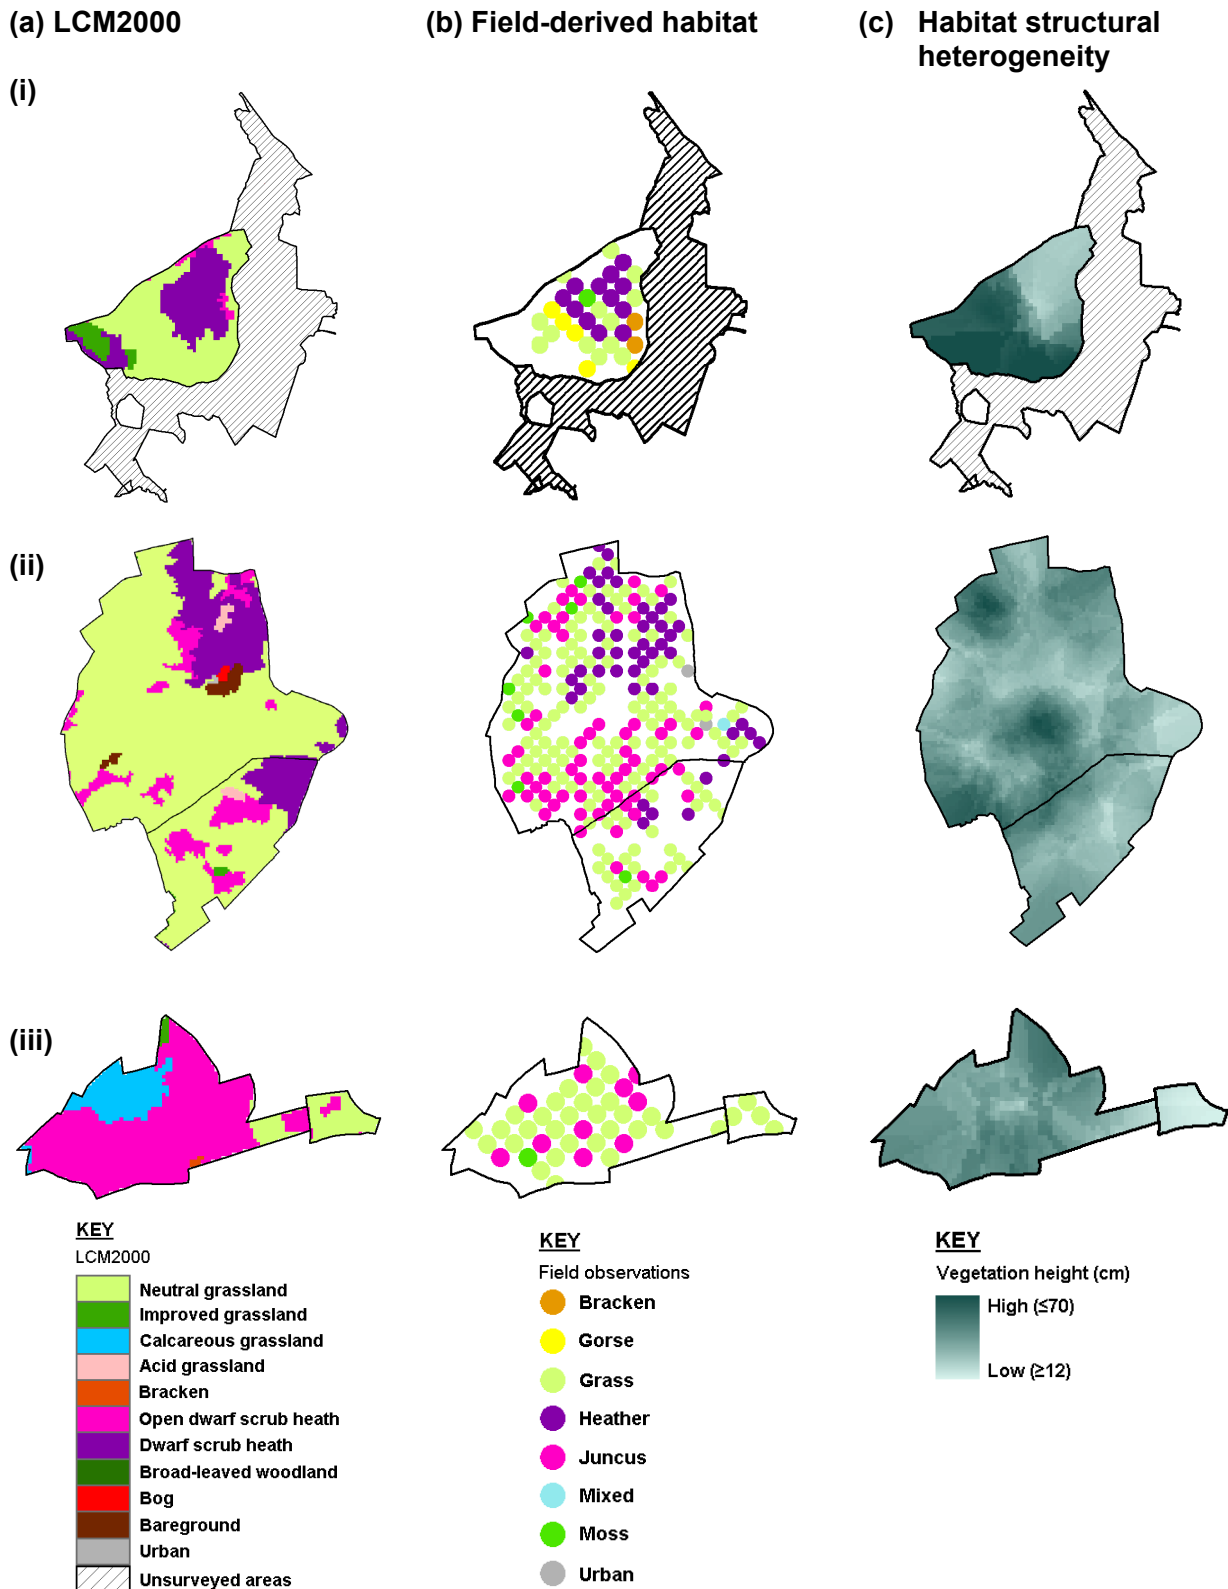 (a) LCM2000
(b) Field-derived habitat
(c) Habitat structural
heterogeneity
(i)
(ii)
(iii)
KEY
LCM2000
Neutral grassland
Improved grassland
Calcareous grassland
Acid grassland
Bracken
Open dwarf scrub heath
Dwarf scrub heath
Broad-leaved woodland
Bog
Bareground
Urban
Unsurveyed areas
KEY
Field observations
Bracken
Gorse
Grass
Heather
Juncus
Mixed
Moss
Urban
KEY
Vegetation height (cm)
High (≤70)
Low (≥12)